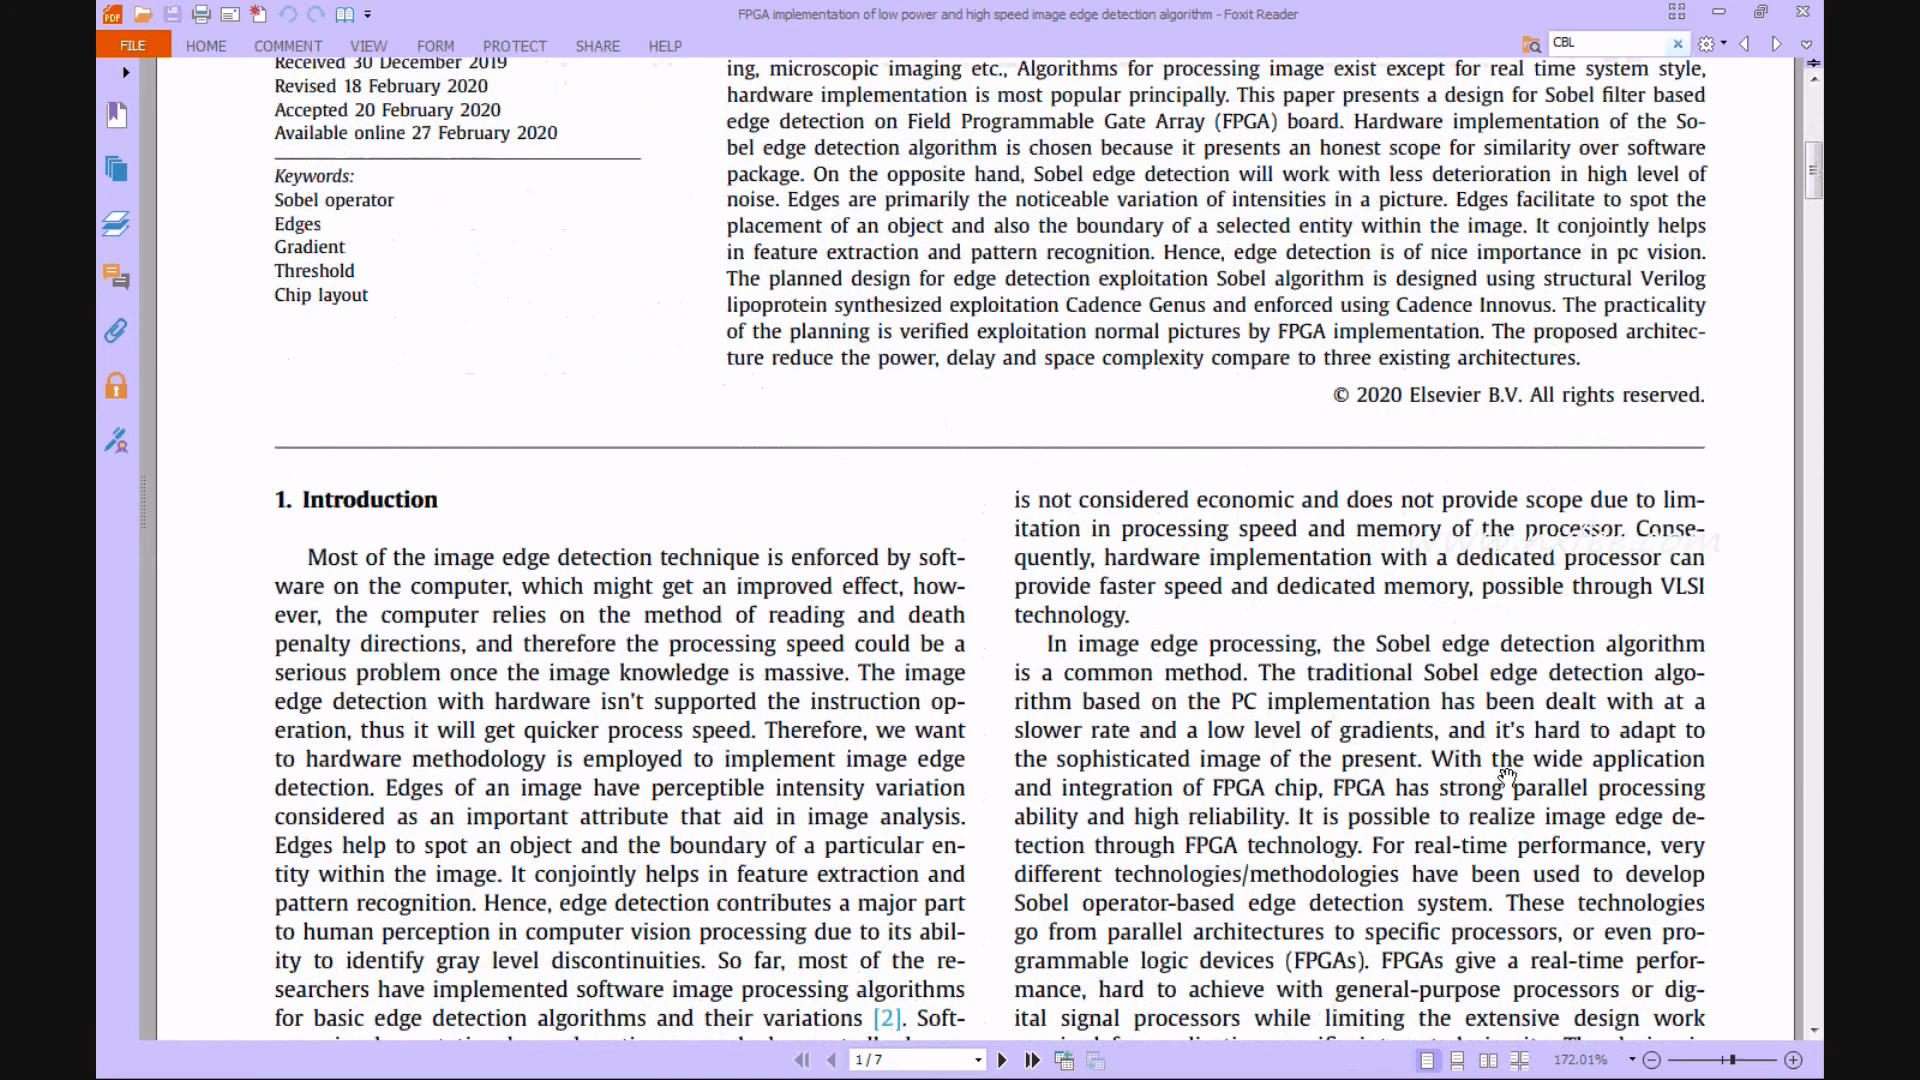 FPGA implementation of low power and high speed image edge detection algorithm - Foxit Reader
FILE HOME COMMENT VIEW FORM PROTECT SHARE HELP
CBL
Received 30 December 2019
Revised 18 February 2020
Accepted 20 February 2020
Available online 27 February 2020
Keywords:
Sobel operator
Edges
Gradient
Threshold
Chip layout
ing, microscopic imaging etc., Algorithms for processing image exist except for real time system style,
hardware implementation is most popular principally. This paper presents a design for Sobel filter based
edge detection on Field Programmable Gate Array (FPGA) board. Hardware implementation of the So-
bel edge detection algorithm is chosen because it presents an honest scope for similarity over software
package. On the opposite hand, Sobel edge detection will work with less deterioration in high level of
noise. Edges are primarily the noticeable variation of intensities in a picture. Edges facilitate to spot the
placement of an object and also the boundary of a selected entity within the image. It conjointly helps
in feature extraction and pattern recognition. Hence, edge detection is of nice importance in pc vision.
The planned design for edge detection exploitation Sobel algorithm is designed using structural Verilog
lipoprotein synthesized exploitation Cadence Genus and enforced using Cadence Innovus. The practicality
of the planning is verified exploitation normal pictures by FPGA implementation. The proposed architec-
ture reduce the power, delay and space complexity compare to three existing architectures.
© 2020 Elsevier B.V. All rights reserved.
1. Introduction
Most of the image edge detection technique is enforced by soft-
ware on the computer, which might get an improved effect, how-
ever, the computer relies on the method of reading and death
penalty directions, and therefore the processing speed could be a
serious problem once the image knowledge is massive. The image
edge detection with hardware isn't supported the instruction op-
eration, thus it will get quicker process speed. Therefore, we want
to hardware methodology is employed to implement image edge
detection. Edges of an image have perceptible intensity variation
considered as an important attribute that aid in image analysis.
Edges help to spot an object and the boundary of a particular en-
tity within the image. It conjointly helps in feature extraction and
pattern recognition. Hence, edge detection contributes a major part
to human perception in computer vision processing due to its abil-
ity to identify gray level discontinuities. So far, most of the re-
searchers have implemented software image processing algorithms
for basic edge detection algorithms and their variations [2]. Soft-
is not considered economic and does not provide scope due to lim-
itation in processing speed and memory of the processor. Conse-
quently, hardware implementation with a dedicated processor can
provide faster speed and dedicated memory, possible through VLSI
technology.
In image edge processing, the Sobel edge detection algorithm
is a common method. The traditional Sobel edge detection algo-
rithm based on the PC implementation has been dealt with at a
slower rate and a low level of gradients, and it's hard to adapt to
the sophisticated image of the present. With the wide application
and integration of FPGA chip, FPGA has strong parallel processing
ability and high reliability. It is possible to realize image edge de-
tection through FPGA technology. For real-time performance, very
different technologies/methodologies have been used to develop
Sobel operator-based edge detection system. These technologies
go from parallel architectures to specific processors, or even pro-
grammable logic devices (FPGAs). FPGAs give a real-time perfor-
mance, hard to achieve with general-purpose processors or dig-
ital signal processors while limiting the extensive design work
1 / 7
172.01%